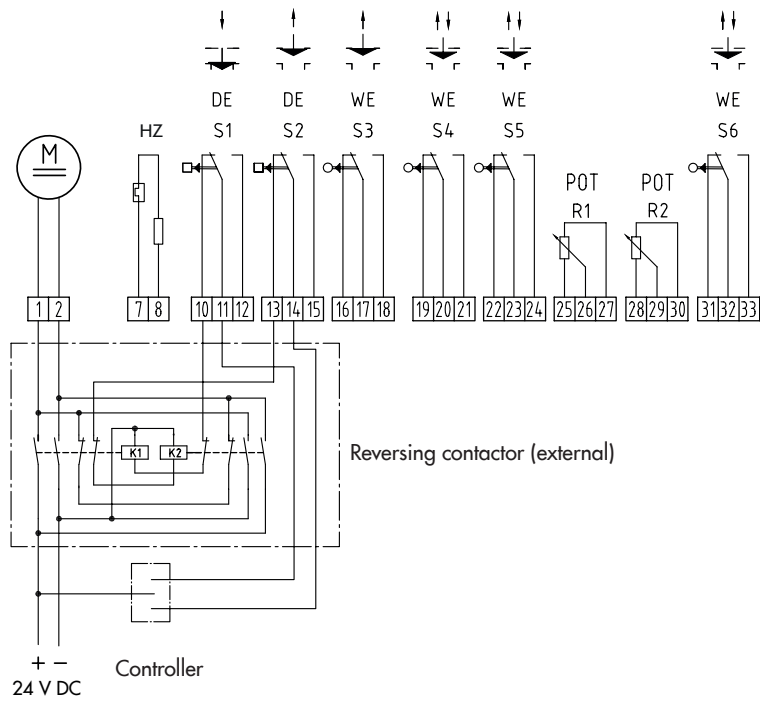 DE DE WE WE WE WE
HZ S1 S2 S3 S4 S5 S6
M
POT POT
R1 R2
1 2 7 8 10 11 12 13 14 15 16 17 18 19 20 21 22 23 24 25 26 27 28 29 30 31 32 33
K1 K2
Reversing contactor (external)
+ −
Controller
24 V DC